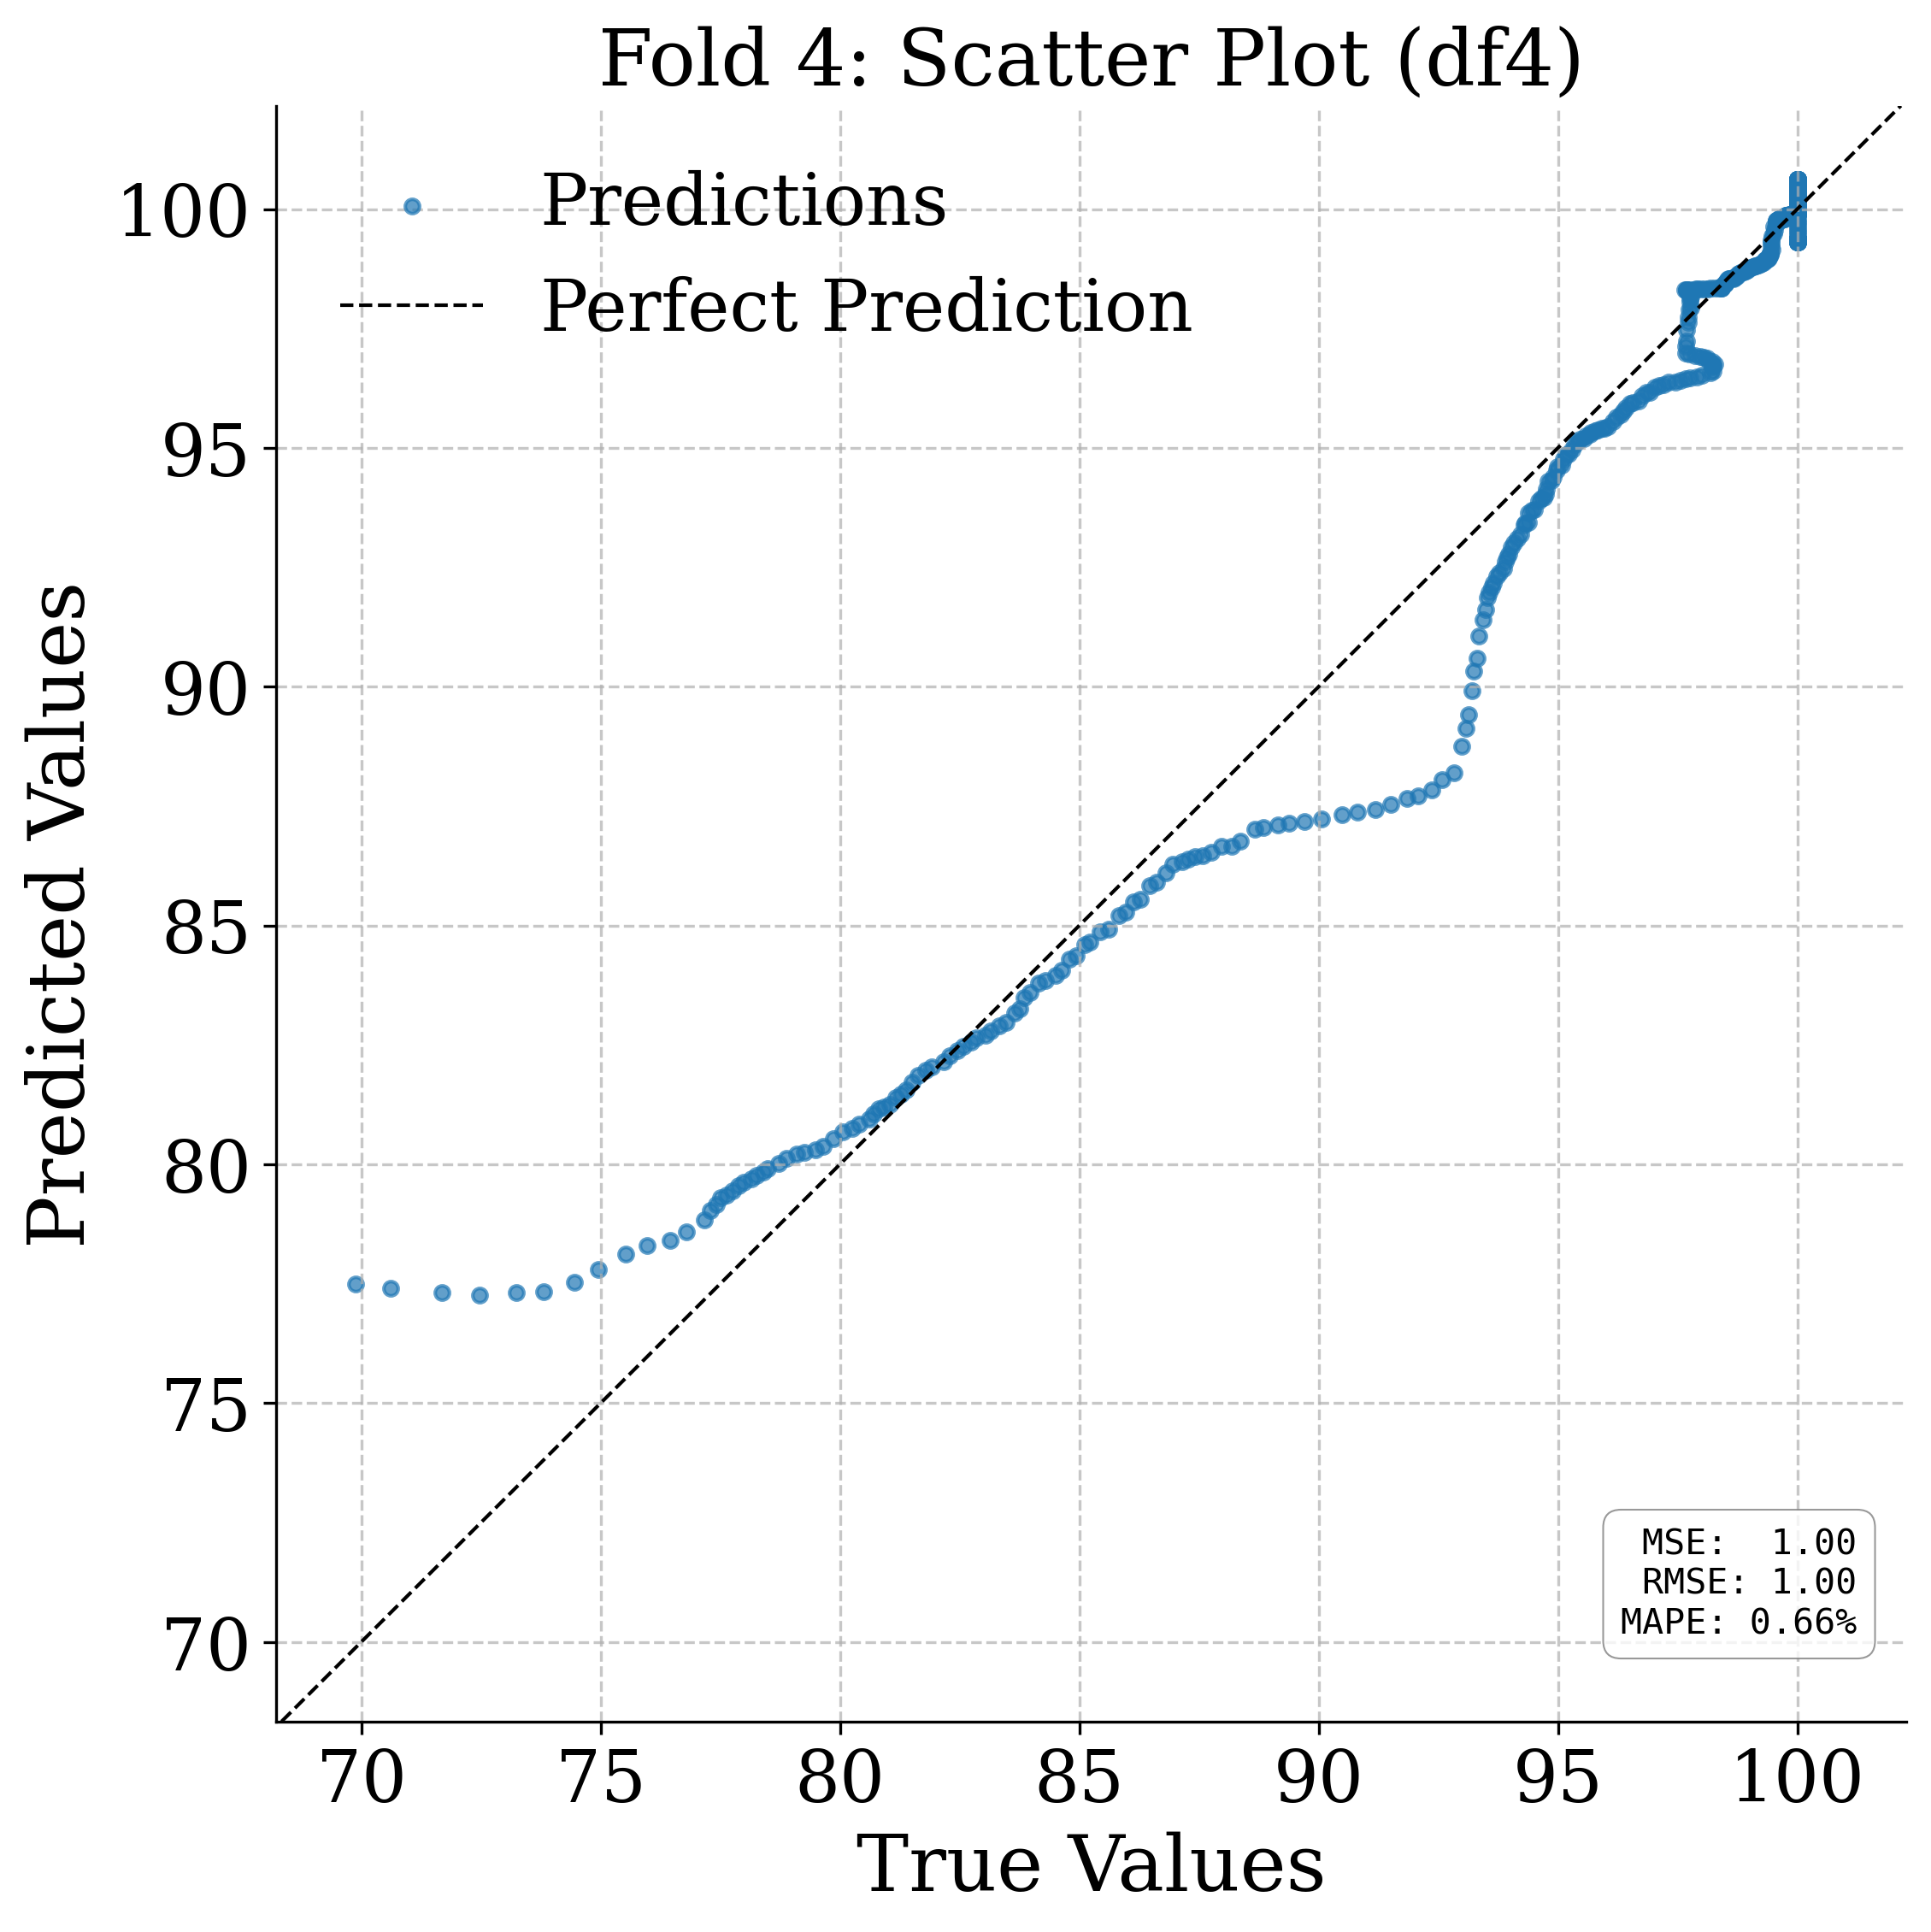 Fold 4: Scatter Plot (df4)
Predictions
Perfect Prediction
100
95
90
85
80
75
70
Predicted Values
MSE:  1.00
RMSE: 1.00
MAPE: 0.66%
70 75 80 85 90 95 100
True Values